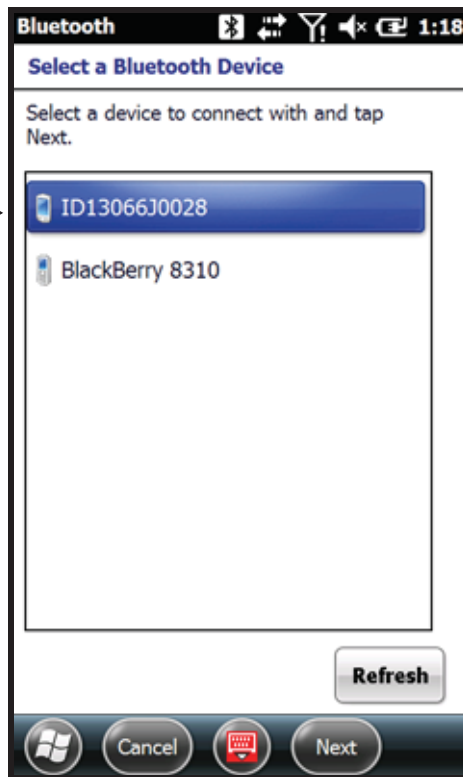 Bluetooth 1:18
Select a Bluetooth Device
Select a device to connect with and tap
Next.
ID13066J0028
BlackBerry 8310
Refresh
Cancel Next